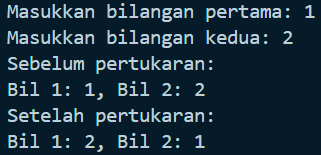 Masukkan bilangan pertama: 1
Masukkan bilangan kedua: 2
Sebelum pertukaran:
Bil 1: 1, Bil 2: 2
Setelah pertukaran:
Bil 1: 2, Bil 2: 1